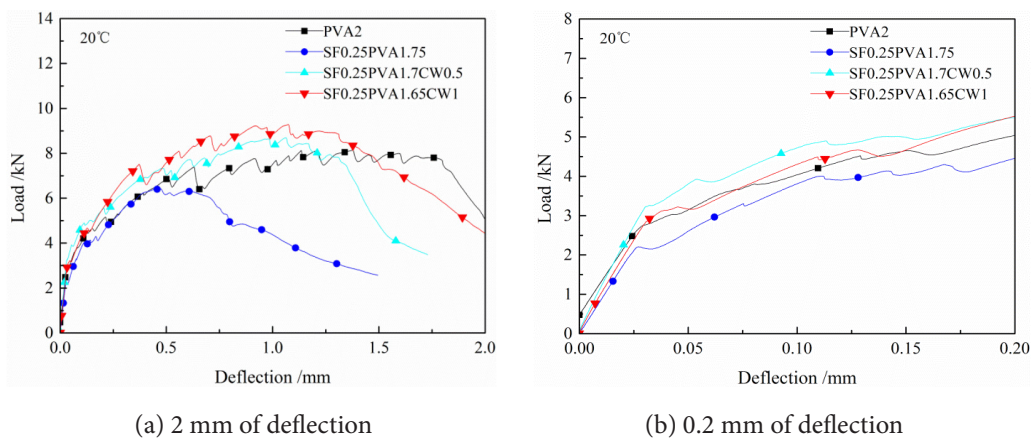 20℃
PVA2
SF0.25PVA1.75
SF0.25PVA1.7CW0.5
SF0.25PVA1.65CW1
Load /kN
14
12
10
8
6
4
2
0
0.0 0.5 1.0 1.5 2.0
Deflection /mm
(a) 2 mm of deflection
20℃
PVA2
SF0.25PVA1.75
SF0.25PVA1.7CW0.5
SF0.25PVA1.65CW1
Load /kN
8
7
6
5
4
3
2
1
0
0.00 0.05 0.10 0.15 0.20
Deflection /mm
(b) 0.2 mm of deflection